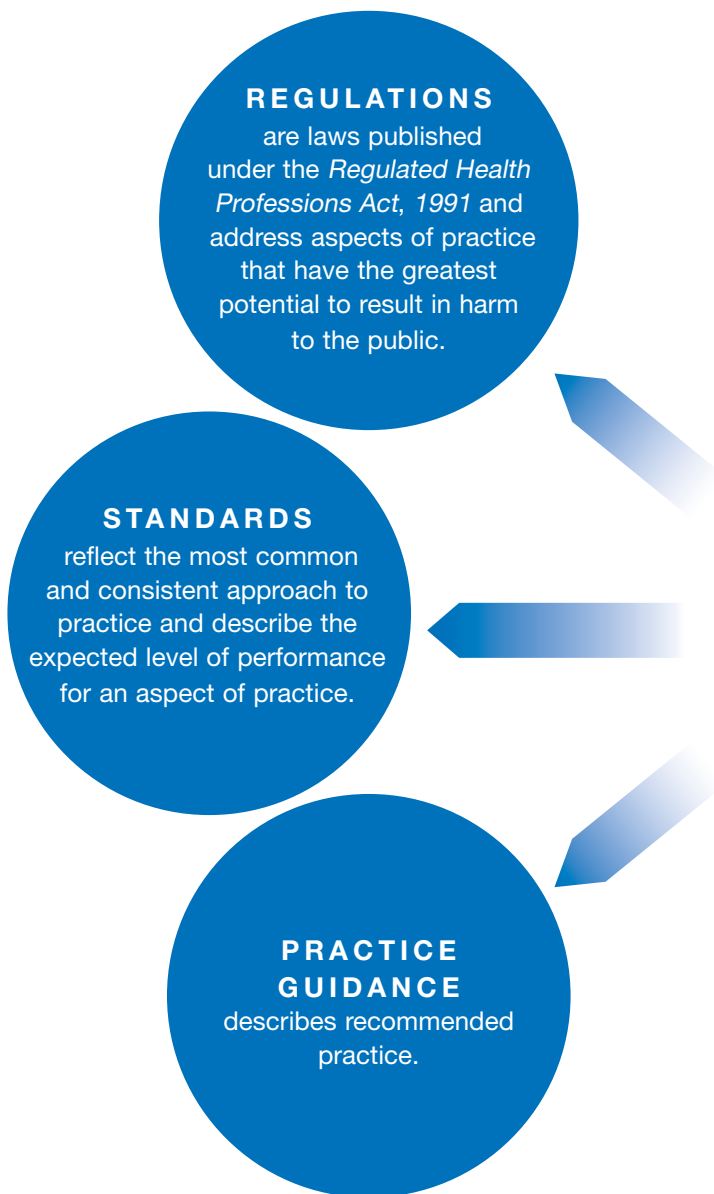 REGULATIONS
are laws published
under the Regulated Health
Professions Act, 1991 and
address aspects of practice
that have the greatest
potential to result in harm
to the public.
STANDARDS
reflect the most common
and consistent approach to
practice and describe the
expected level of performance
for an aspect of practice.
PRACTICE
GUIDANCE
describes recommended
practice.